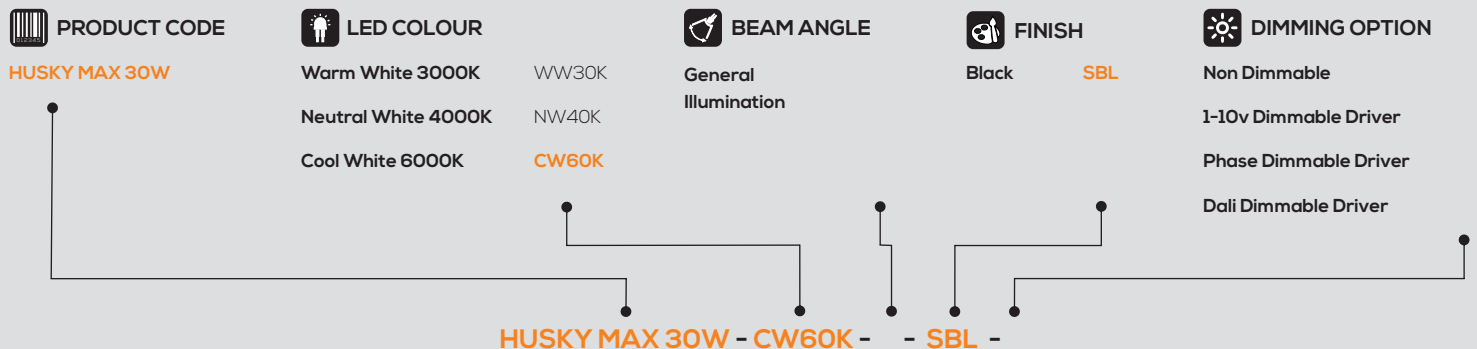 PRODUCT CODE
HUSKY MAX 30W
LED COLOUR
Warm White 3000K WW30K
Neutral White 4000K NW40K
Cool White 6000K CW60K
BEAM ANGLE
General
Illumination
FINISH
Black SBL
DIMMING OPTION
Non Dimmable
1-10v Dimmable Driver
Phase Dimmable Driver
Dali Dimmable Driver
HUSKY MAX 30W - CW60K - - SBL -